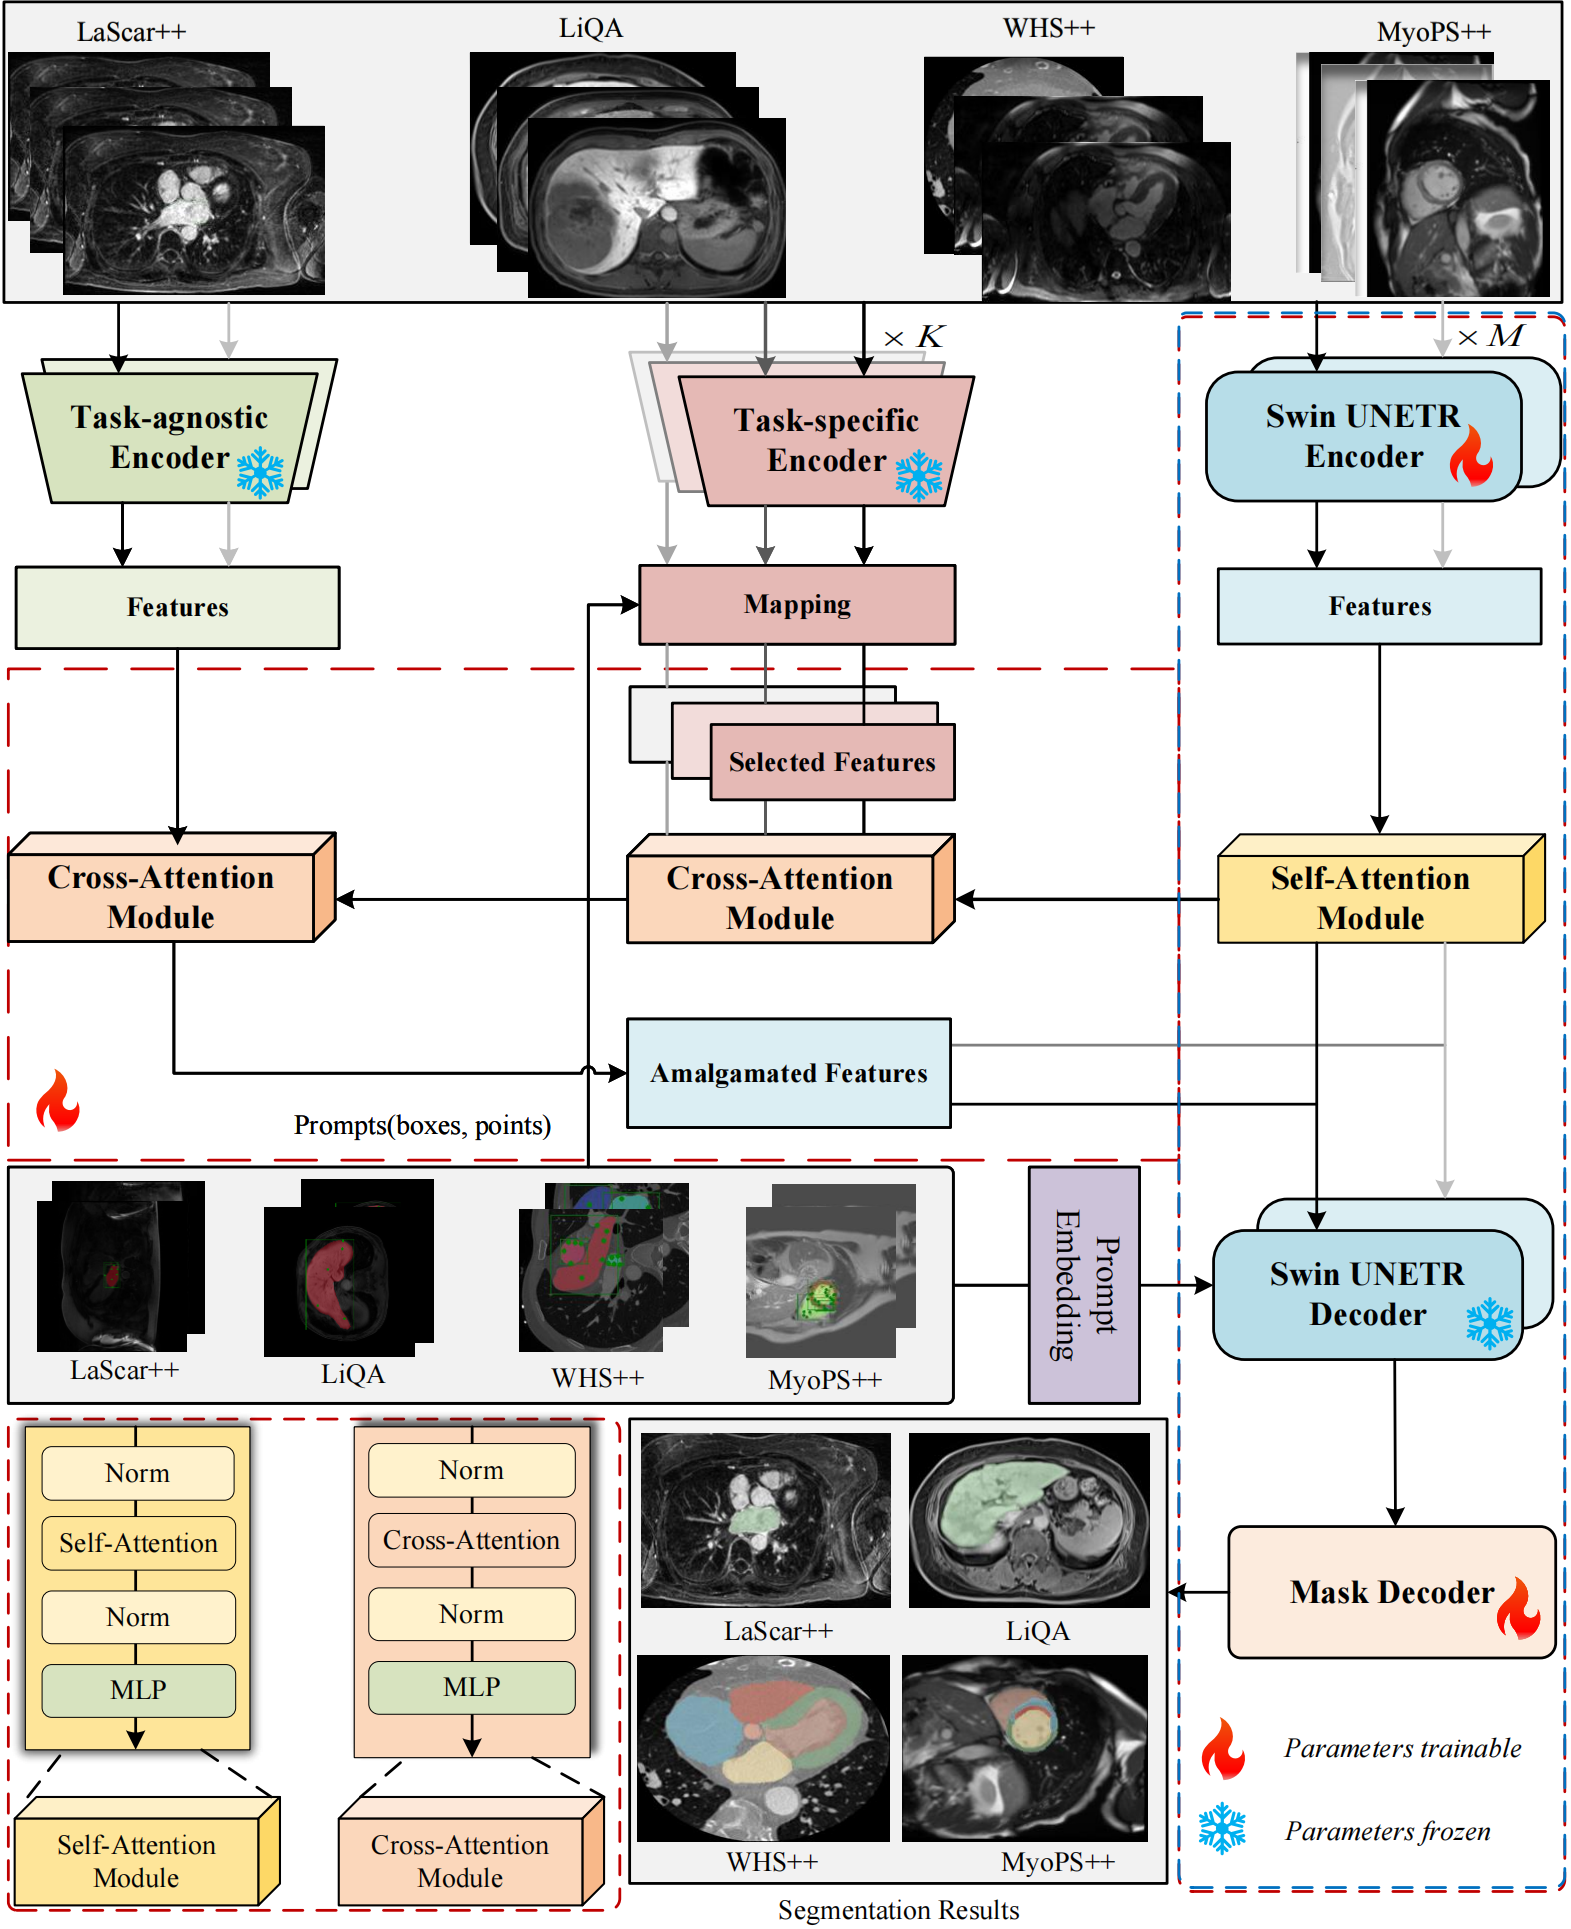 LaScar++
LiQA
WHS++
MyoPS++
× K
× M
Task-agnostic
Encoder
Task-specific
Encoder
Swin UNETR
Encoder
Features
Mapping
Features
Selected Features
Cross-Attention
Module
Cross-Attention
Module
Self-Attention
Module
Amalgamated Features
Prompts(boxes, points)
LaScar++
LiQA
WHS++
MyoPS++
Prompt
Embedding
Swin UNETR
Decoder
Norm
Self-Attention
Norm
MLP
Self-Attention
Module
Norm
Cross-Attention
Norm
MLP
Cross-Attention
Module
LaScar++
LiQA
WHS++
MyoPS++
Segmentation Results
Mask Decoder
Parameters trainable
Parameters frozen